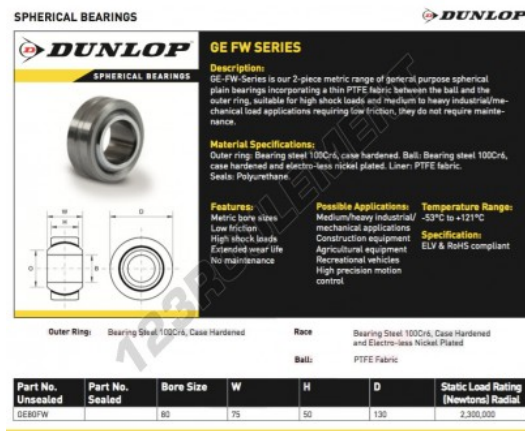 SPHERICAL BEARINGS
DUNLOP
DUNLOP
SPHERICAL BEARINGS
GE FW SERIES
Description:
GE-FW-Series is our 2-piece metric range of general purpose spherical
plain bearings incorporating a thin PTFE fabric between the ball and the
outer ring, suitable for high shock loads and medium to heavy industrial/me-
chanical load applications requiring low friction, they do not require mainte-
nance.
Material Specifications:
Outer ring: Bearing steel 100Cr6, case hardened. Ball: Bearing steel 100Cr6,
case hardened and electro-less nickel plated. Liner: PTFE fabric.
Seals: Polyurethane.
Features:
Metric bore sizes
Low friction
High shock loads
Extended wear life
No maintenance
Possible Applications:
Medium/heavy industrial/
mechanical applications
Construction equipment
Agricultural equipment
Recreational vehicles
High precision motion
control
Temperature Range:
-53°C to +121°C
Specification:
ELV & RoHS compliant
W
H
D
O
B
123ROULEMENT
Outer Ring: Bearing Steel 100Cr6, Case Hardened
Race Bearing Steel 100Cr6, Case Hardened
and Electro-less Nickel Plated
Ball: PTFE Fabric
Part No. Unsealed Part No. Sealed Bore Size W H D Static Load Rating (Newtons) Radial
GE80FW 80 75 50 130 2,300,000